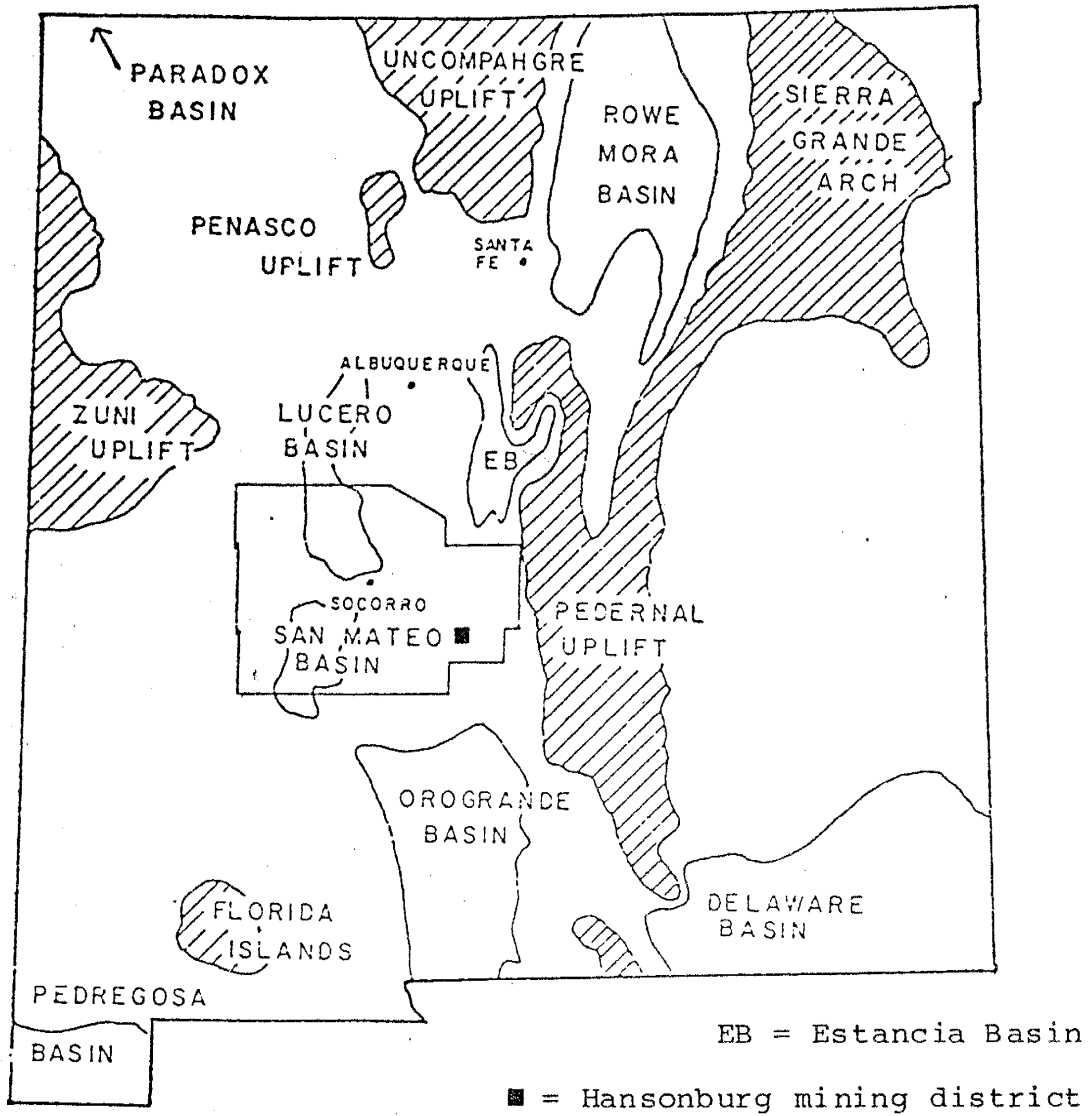 PARADOX
BASIN
UNCOMPAHGRE
UPLIFT
ROWE
MORA
BASIN
SIERRA
GRANDE
ARCH
PENASCO
UPLIFT
SANTA
FE
ALBUQUERQUE
ZUNI
UPLIFT
LUCERO
BASIN
EB
SOCORRO
SAN MATEO
BASIN
PEDERNAL
UPLIFT
OROGRANDE
BASIN
FLORIDA
ISLANDS
DELAWARE
BASIN
PEDREGOSA
BASIN
EB = Estancia Basin
■ = Hansonburg mining district